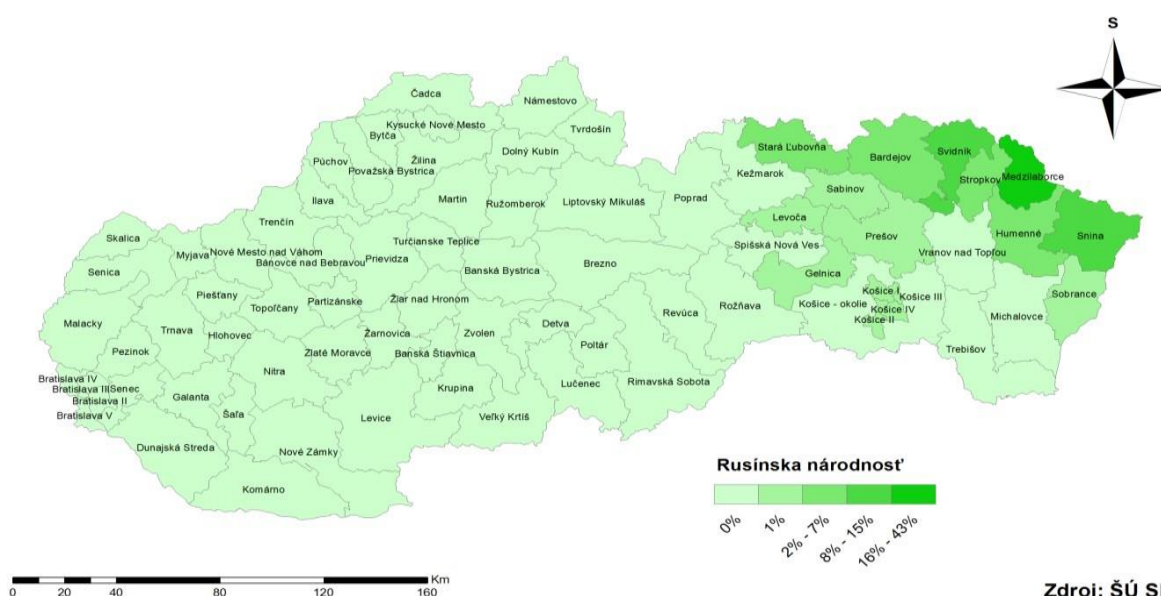 S
Čadca
Námestovo
Kysucké Nové Mesto
Bytča
Tvrdošín
Púchov
Žilina
Dolný Kubín
Považská Bystrica
Stará Ľubovňa
Bardejov
Svidník
Stropkov
Medzilaborce
Kežmarok
Sabinov
Ilava
Martin
Ružomberok
Liptovský Mikuláš
Poprad
Levoča
Trenčín
Turčianske Teplice
Prešov
Humenné
Snina
Skalica
Myjava
Nové Mesto nad Váhom
Bánovce nad Bebravou
Prievidza
Banská Bystrica
Brezno
Spišská Nová Ves
Vranov nad Topľou
Senica
Gelnica
Piešťany
Partizánske
Žiar nad Hronom
Rožňava
Košice - okolie
Košice I
Košice III
Košice IV
Košice II
Sobrance
Malacky
Trnava
Topoľčany
Hlohovec
Žarnovica
Zvolen
Detva
Revúca
Michalovce
Pezinok
Zlaté Moravce
Banská Štiavnica
Poltár
Trebišov
Nitra
Bratislava IV
Bratislava III
Senec
Bratislava II
Bratislava V
Galanta
Šaľa
Krupina
Lučenec
Rimavská Sobota
Levice
Veľký Krtíš
Dunajská Streda
Nové Zámky
Komárno
Rusínska národnosť
0%
1%
2% - 7%
8% - 15%
16% - 43%
Km
0 20 40 80 120 160
Zdroj: ŠÚ S